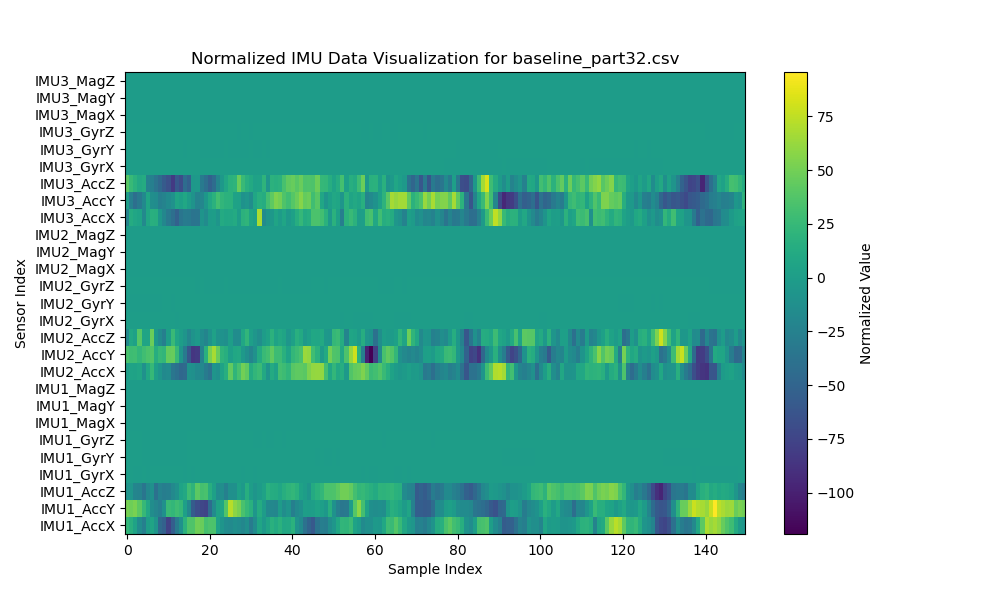 Normalized IMU Data Visualization for baseline_part32.csv
IMU3_MagZ
IMU3_MagY
IMU3_MagX
IMU3_GyrZ
IMU3_GyrY
IMU3_GyrX
IMU3_AccZ
IMU3_AccY
IMU3_AccX
IMU2_MagZ
IMU2_MagY
IMU2_MagX
IMU2_GyrZ
IMU2_GyrY
IMU2_GyrX
IMU2_AccZ
IMU2_AccY
IMU2_AccX
IMU1_MagZ
IMU1_MagY
IMU1_MagX
IMU1_GyrZ
IMU1_GyrY
IMU1_GyrX
IMU1_AccZ
IMU1_AccY
IMU1_AccX
Sensor Index
0 20 40 60 80 100 120 140
Sample Index
75
50
25
0
−25
−50
−75
−100
Normalized Value